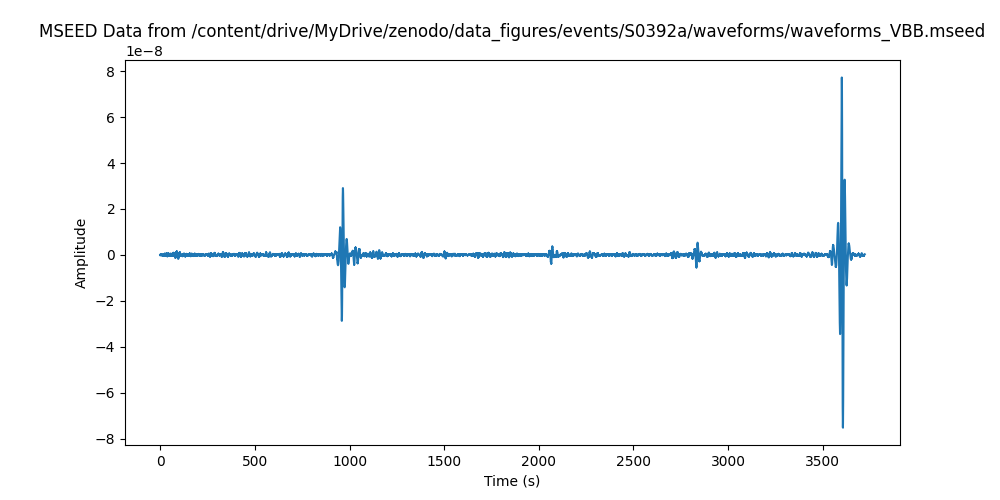 MSEED Data from /content/drive/MyDrive/zenodo/data_figures/events/S0392a/waveforms/waveforms_VBB.mseed
1e−8
8
6
4
2
0
−2
−4
−6
−8
Amplitude
0 500 1000 1500 2000 2500 3000 3500
Time (s)